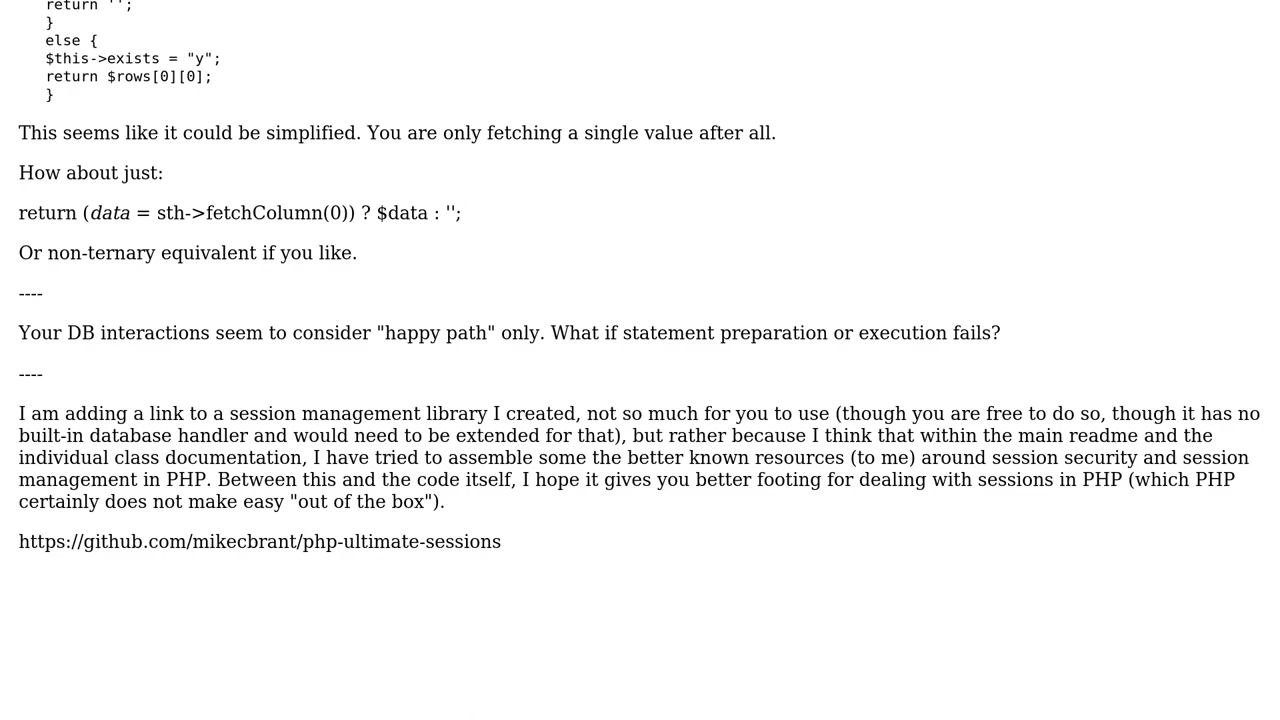 return '';
}
else {
$this->exists = "y";
return $rows[0][0];
}
This seems like it could be simplified. You are only fetching a single value after all.
How about just:
return (data = sth->fetchColumn(0)) ? $data : '';
Or non-ternary equivalent if you like.
----
Your DB interactions seem to consider "happy path" only. What if statement preparation or execution fails?
----
I am adding a link to a session management library I created, not so much for you to use (though you are free to do so, though it has no
built-in database handler and would need to be extended for that), but rather because I think that within the main readme and the
individual class documentation, I have tried to assemble some the better known resources (to me) around session security and session
management in PHP. Between this and the code itself, I hope it gives you better footing for dealing with sessions in PHP (which PHP
certainly does not make easy "out of the box").
https://github.com/mikecbrant/php-ultimate-sessions